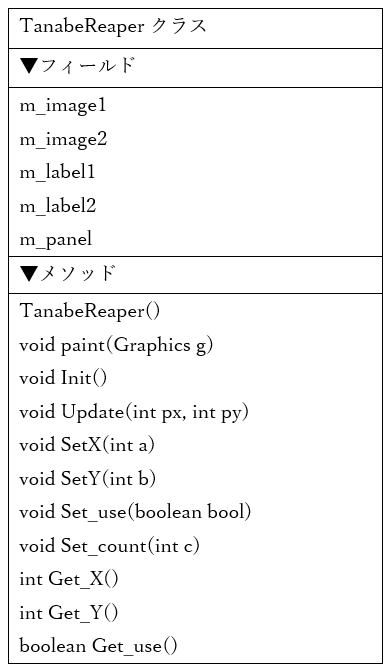 TanabeReaper クラス
▼フィールド
m_image1
m_image2
m_label1
m_label2
m_panel
▼メソッド
TanabeReaper()
void paint(Graphics g)
void Init()
void Update(int px, int py)
void SetX(int a)
void SetY(int b)
void Set_use(boolean bool)
void Set_count(int c)
int Get_X()
int Get_Y()
boolean Get_use()